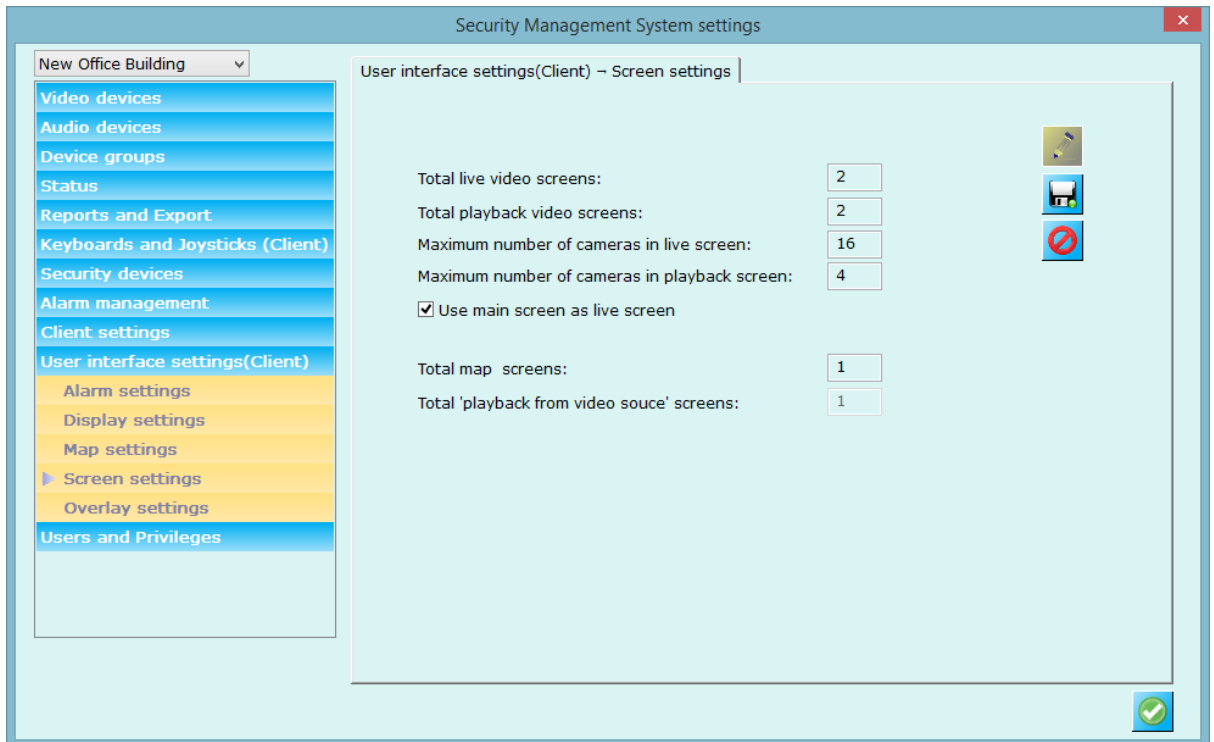 Security Management System settings
New Office Building
Video devices
Audio devices
Device groups
Status
Reports and Export
Keyboards and Joysticks (Client)
Security devices
Alarm management
Client settings
User interface settings(Client)
Alarm settings
Display settings
Map settings
Screen settings
Overlay settings
Users and Privileges
User interface settings(Client) → Screen settings
Total live video screens: 2
Total playback video screens: 2
Maximum number of cameras in live screen: 16
Maximum number of cameras in playback screen: 4
Use main screen as live screen
Total map screens: 1
Total 'playback from video souce' screens: 1